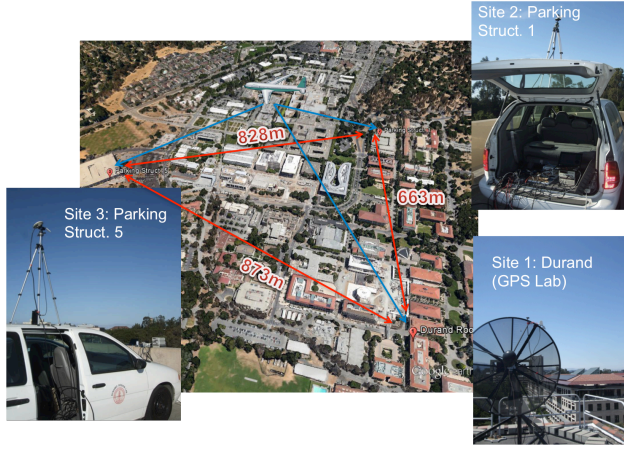 Site 2: Parking
Struct. 1
828m
Parking Struct. 5
663m
Site 3: Parking
Struct. 5
873m
Site 1: Durand
(GPS Lab)
Durand Roo
Google earth